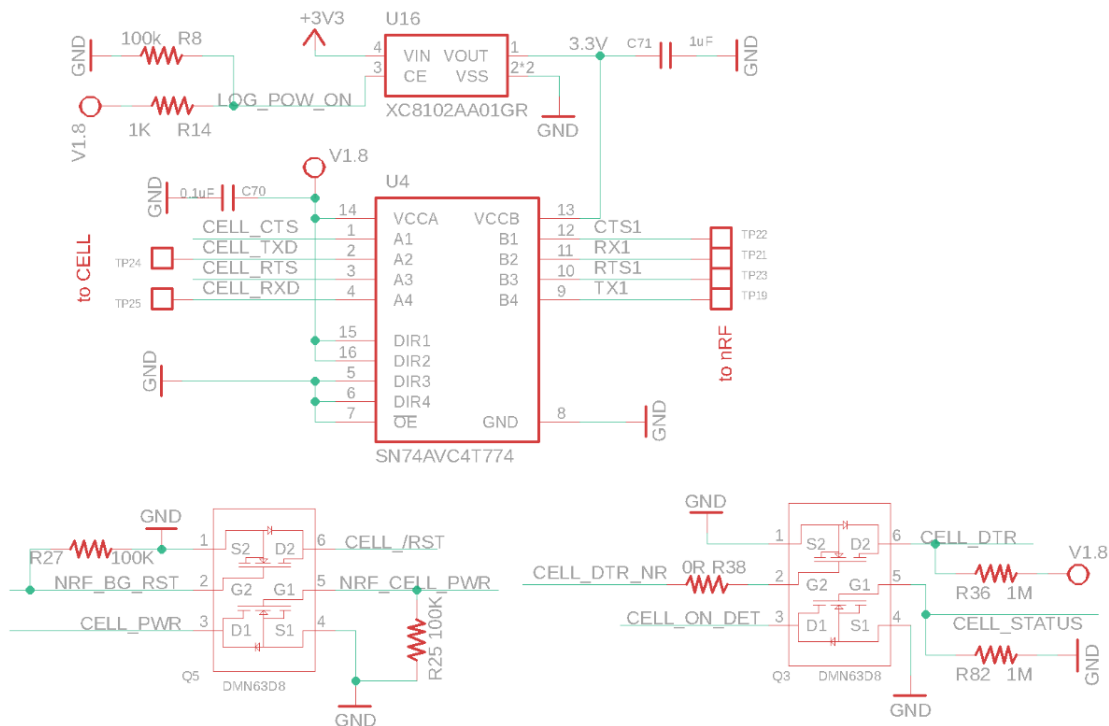 +3V3
U16
100k R8
GND
4 VIN VOUT 1
3.3V
C71 1uF
GND
3 CE VSS 2*2
LOG_POW_ON
XC8102AA01GR
GND
V1.8
1K R14
V1.8
U4
GND
0.1uF C70
14 VCCA VCCB 13
CELL_CTS 1 A1 B1 12 CTS1 TP22
CELL_TXD 2 A2 B2 11 RX1 TP21
TP24
CELL_RTS 3 A3 B3 10 RTS1 TP23
CELL_RXD 4 A4 B4 9 TX1 TP19
TP25
to CELL
to nRF
15 DIR1
16 DIR2
GND
5 DIR3
6 DIR4
7 OE GND 8
GND
SN74AVC4T774
GND
R27 100K
1 S2 D2 6 CELL_/RST
NRF_BG_RST 2 G2 G1 5 NRF_CELL_PWR
CELL_PWR 3 D1 S1 4
R25 100K
Q5 DMN63D8
GND
GND
1 S2 D2 6 CELL_DTR
V1.8
CELL_DTR_NR 0R R38 2 G2 G1 5
R36 1M
CELL_ON_DET 3 D1 S1 4
CELL_STATUS
R82 1M
GND
Q3 DMN63D8
GND